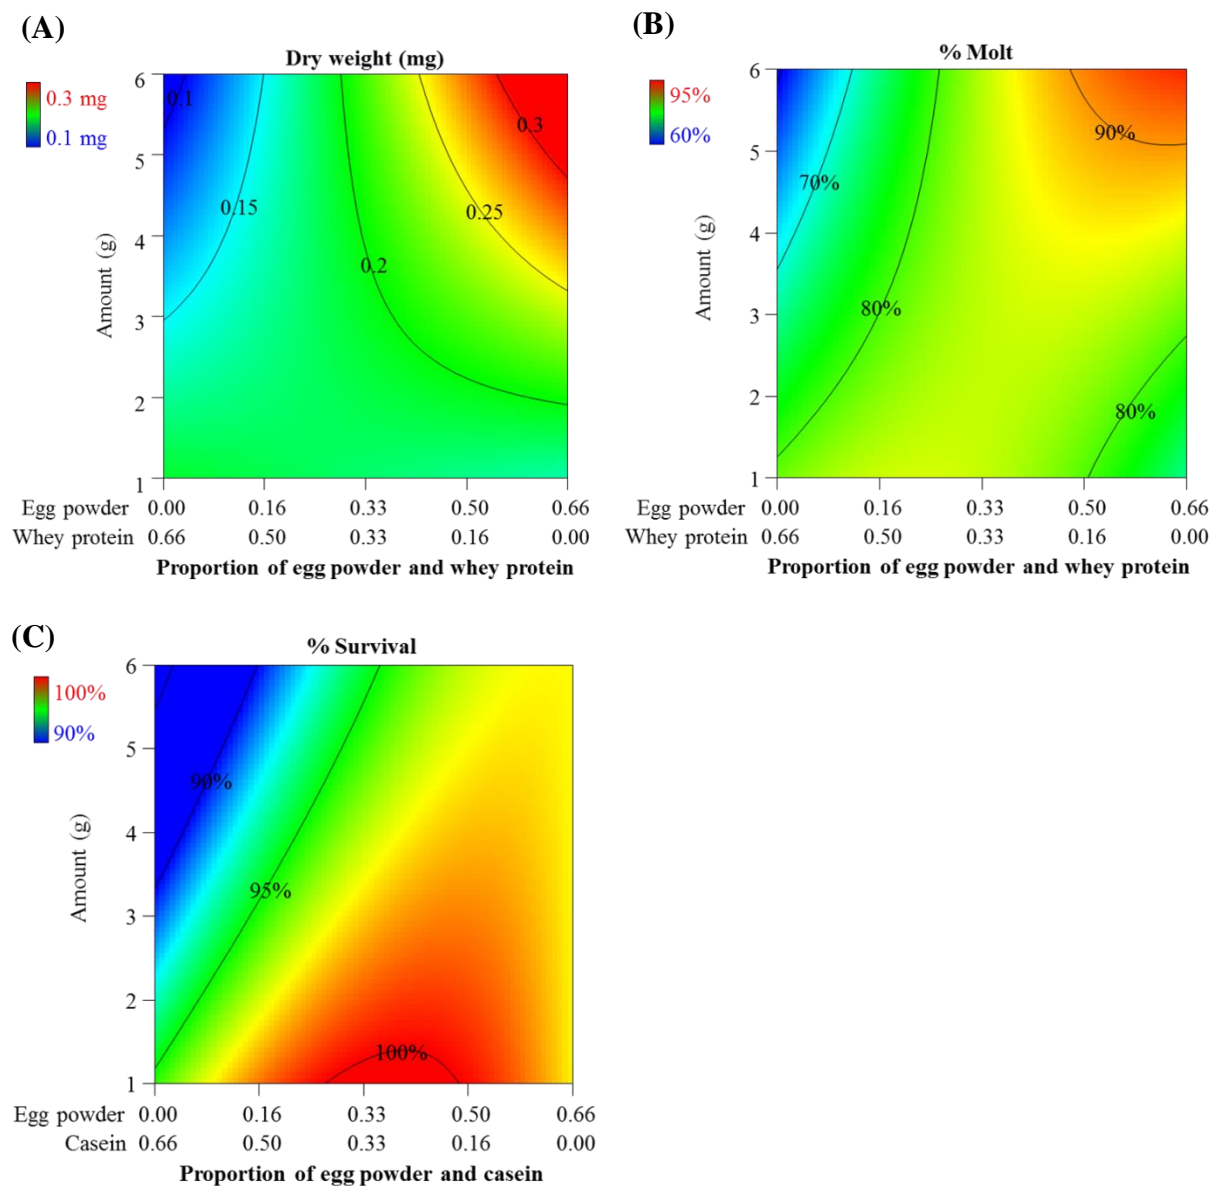 (A)
Dry weight (mg)
0.3 mg
0.1 mg
6
5
4
3
2
1
Amount (g)
0.1
0.15
0.2
0.25
0.3
Egg powder 0.00 0.16 0.33 0.50 0.66
Whey protein 0.66 0.50 0.33 0.16 0.00
Proportion of egg powder and whey protein
(B)
% Molt
95%
60%
6
5
4
3
2
1
Amount (g)
70%
80%
90%
80%
Egg powder 0.00 0.16 0.33 0.50 0.66
Whey protein 0.66 0.50 0.33 0.16 0.00
Proportion of egg powder and whey protein
(C)
% Survival
100%
90%
6
5
4
3
2
1
Amount (g)
90%
95%
100%
Egg powder 0.00 0.16 0.33 0.50 0.66
Casein 0.66 0.50 0.33 0.16 0.00
Proportion of egg powder and casein